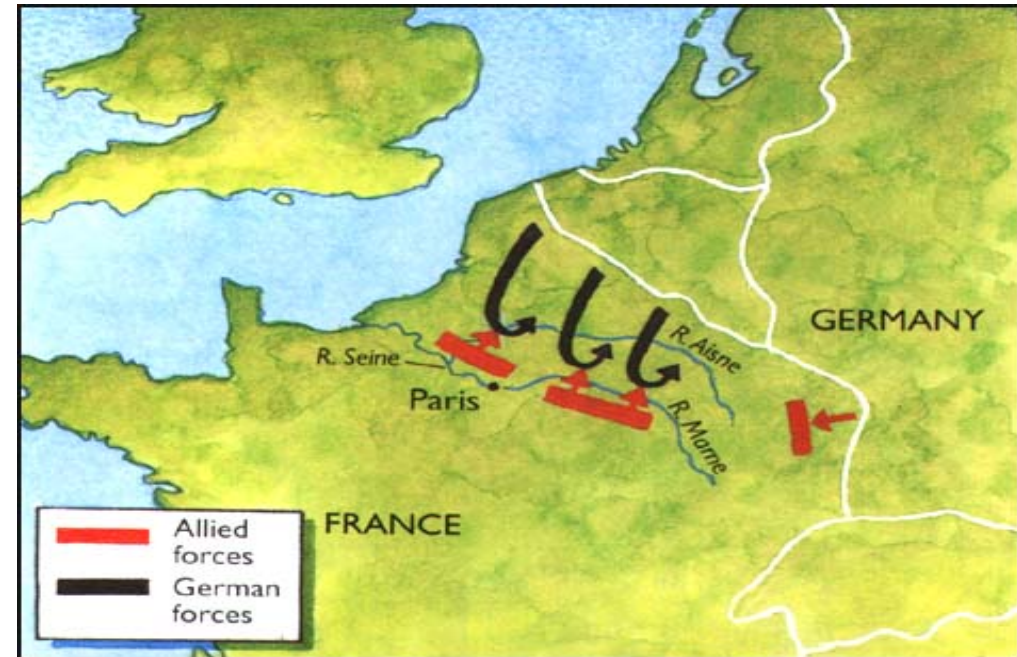 GERMANY
R. Aisne
R. Seine
Paris
R. Marne
FRANCE
Allied
forces
German
forces